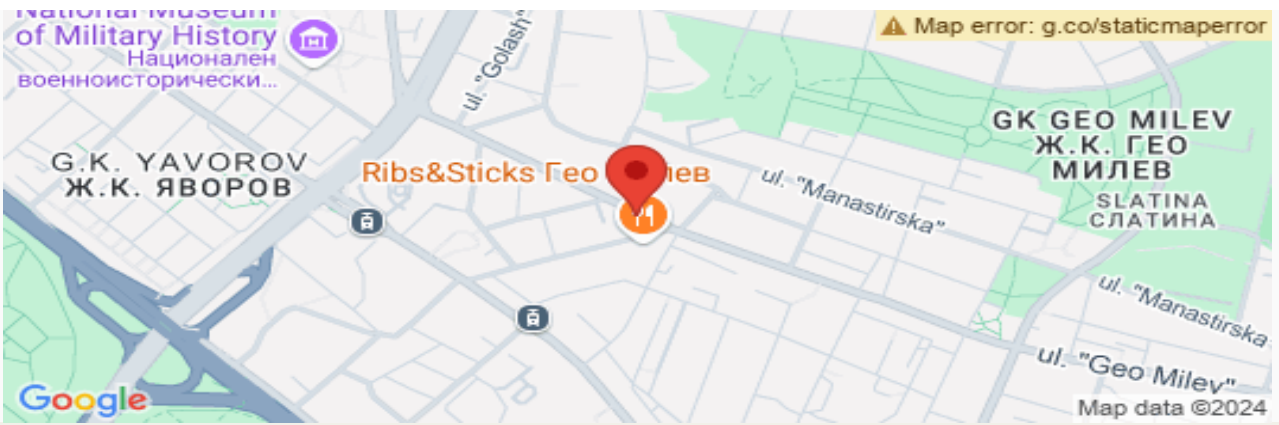 National Museum
of Military History
Национален
военноисторически...
Map error: g.co/staticmaperror
ul. "Golash"
GK GEO MILEV
Ж.К. ГЕО
МИЛЕВ
G.K. YAVOROV
Ж.К. ЯВОРОВ
Ribs&Sticks Гео лев
ul. "Manastirska"
SLATINA
СЛАТИНА
ul. "Manastirska
ul. "Geo Milev"
Google
Map data ©2024